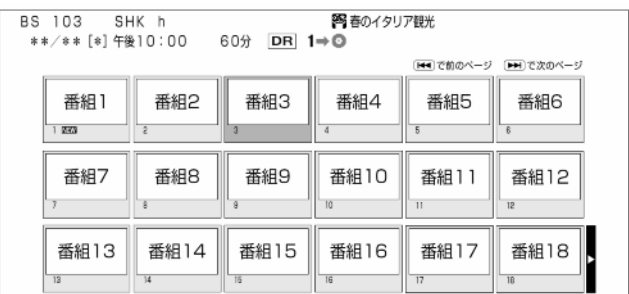 BS 103 SHK h 春のイタリア観光
**/**[*]午後10:00 60分 DR 1➡
⏮で前のページ ⏭で次のページ
番組1 番組2 番組3 番組4 番組5 番組6
1 NEW 2 3 4 5 6
番組7 番組8 番組9 番組10 番組11 番組12
7 8 9 10 11 12
番組13 番組14 番組15 番組16 番組17 番組18
13 14 15 16 17 18